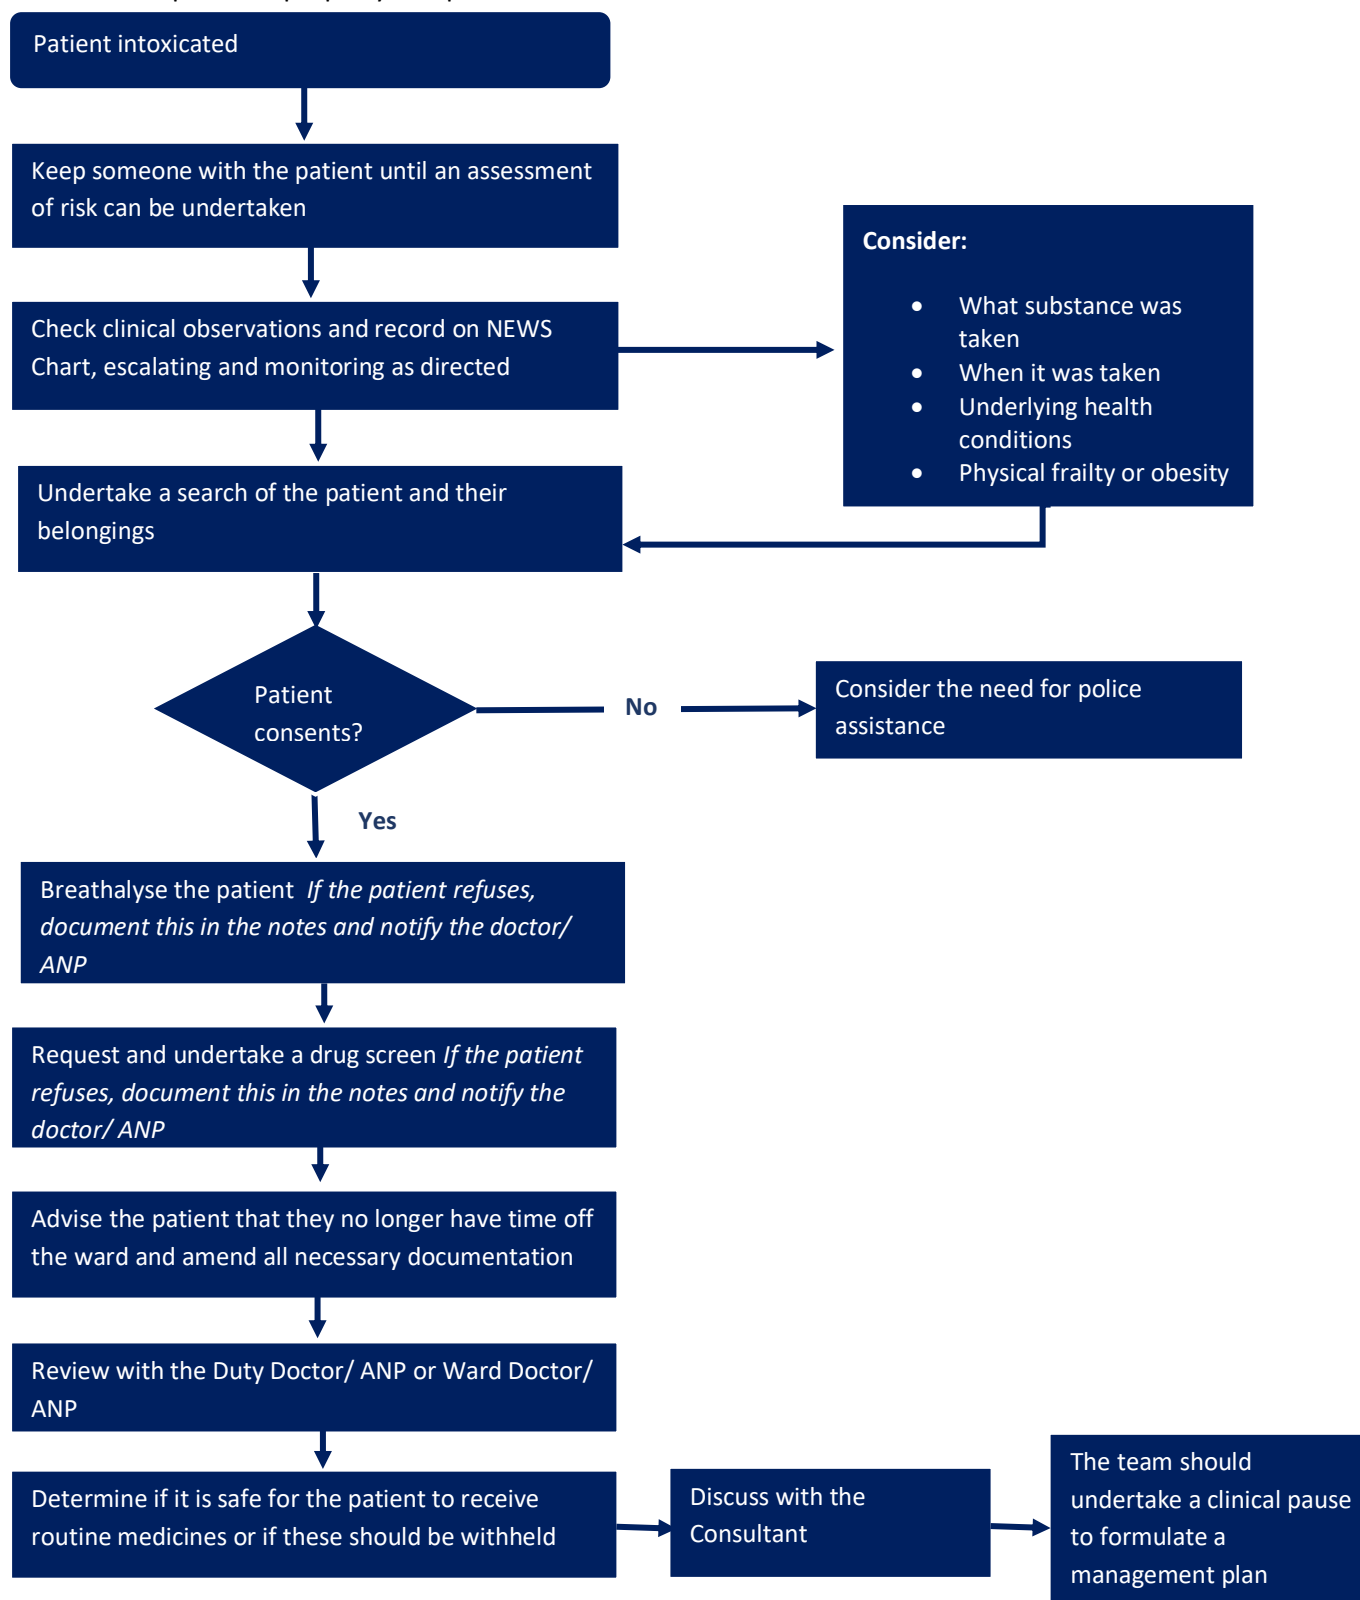 Patient intoxicated
Keep someone with the patient until an assessment
of risk can be undertaken
Check clinical observations and record on NEWS
Chart, escalating and monitoring as directed
Consider:
• What substance was
taken
• When it was taken
• Underlying health
conditions
• Physical frailty or obesity
Undertake a search of the patient and their
belongings
Patient
consents?
No
Consider the need for police
assistance
Yes
Breathalyse the patient If the patient refuses,
document this in the notes and notify the doctor/
ANP
Request and undertake a drug screen If the patient
refuses, document this in the notes and notify the
doctor/ ANP
Advise the patient that they no longer have time off
the ward and amend all necessary documentation
Review with the Duty Doctor/ ANP or Ward Doctor/
ANP
Determine if it is safe for the patient to receive
routine medicines or if these should be withheld
Discuss with the
Consultant
The team should
undertake a clinical pause
to formulate a
management plan